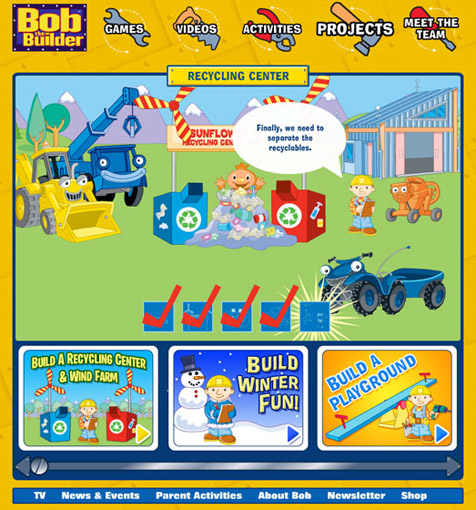 Bob
the
Builder
GAMES
VIDEOS
ACTIVITIES
PROJECTS
MEET THE
TEAM
RECYCLING CENTER
SUNFLOW
RECYCLING CEN
Finally, we need to
separate the
recyclables.
BUILD A RECYCLING CENTER
& WIND FARM
BUILD
WINTER
FUN!
BUILD A
PLAYGROUND
TV News & Events Parent Activities About Bob Newsletter Shop